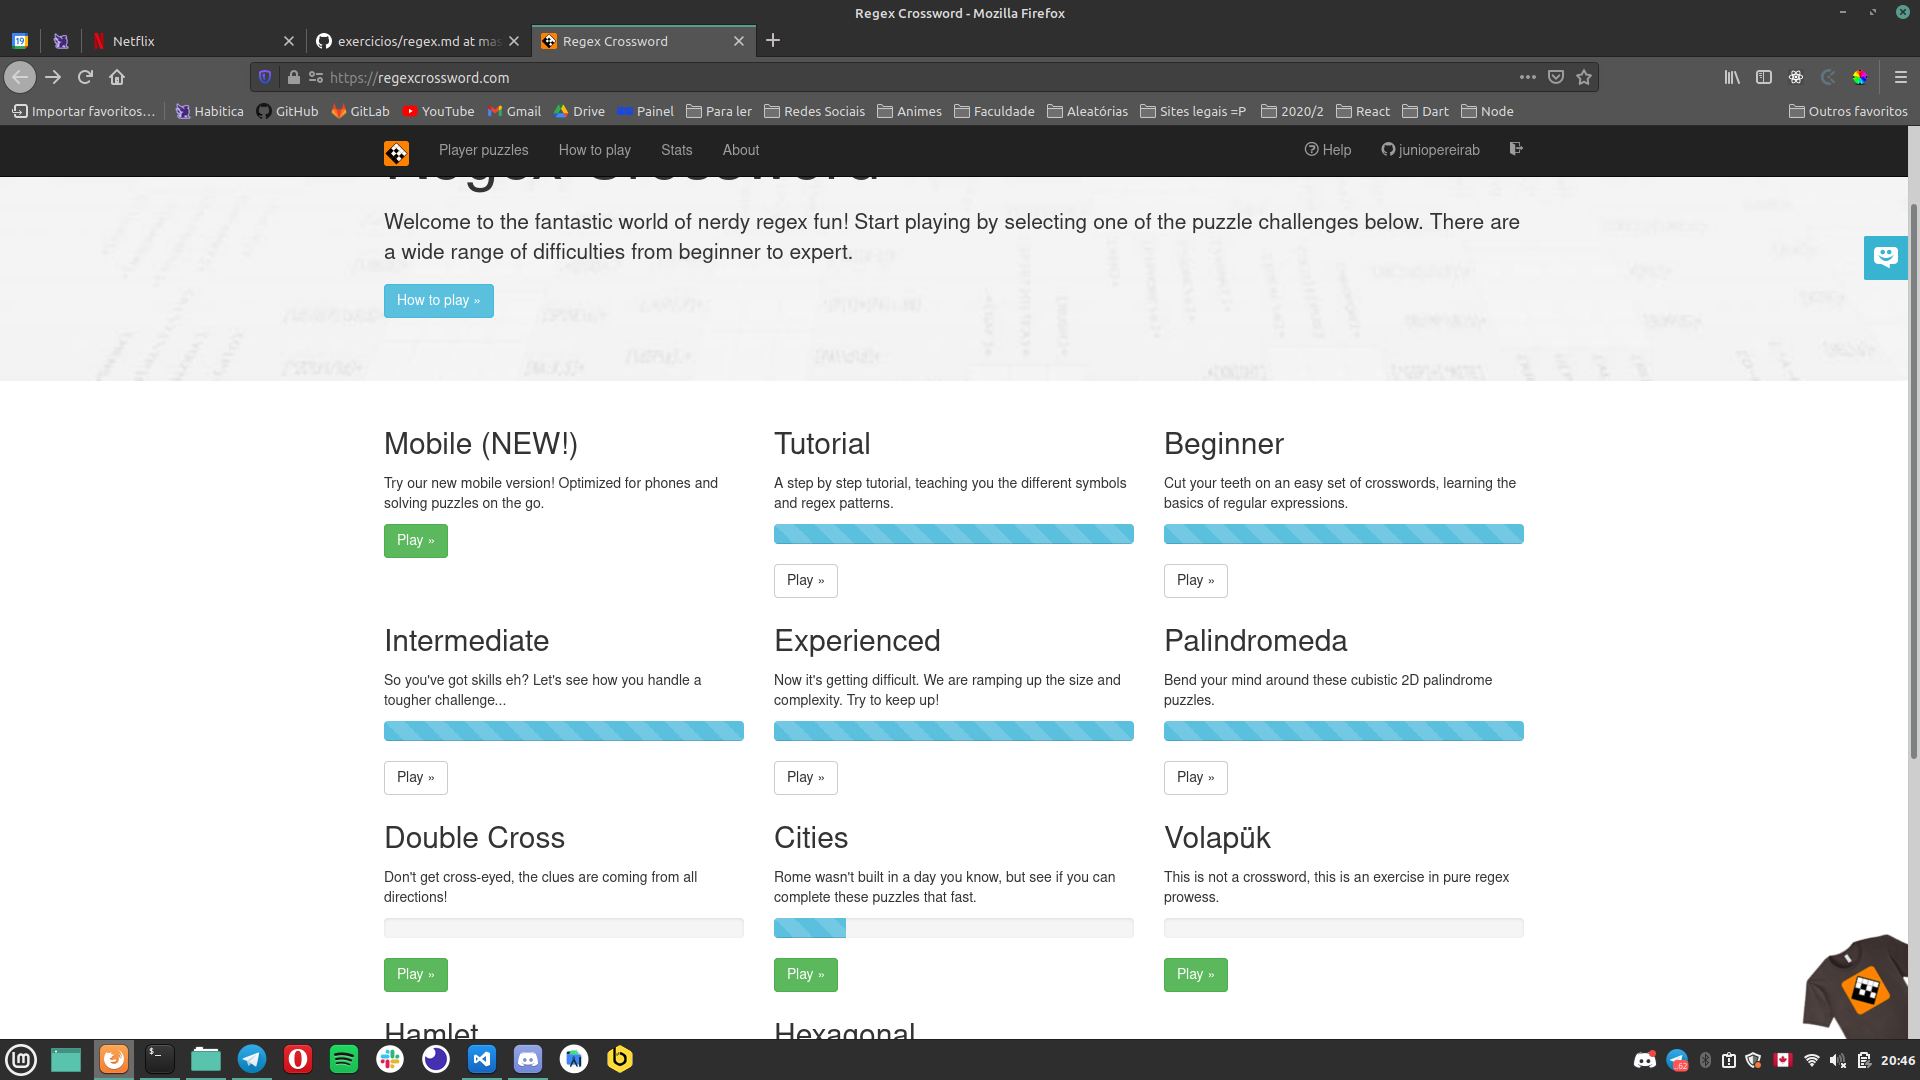 Regex Crossword - Mozilla Firefox
Netflix
exercicios/regex.md at mas
Regex Crossword
https://regexcrossword.com
Importar favoritos…
Habitica
GitHub
GitLab
YouTube
Gmail
Drive
Painel
Para ler
Redes Sociais
Animes
Faculdade
Aleatórias
Sites legais =P
2020/2
React
Dart
Node
Outros favoritos
Player puzzles
How to play
Stats
About
Help
juniopereirab
Regex Crossword
Welcome to the fantastic world of nerdy regex fun! Start playing by selecting one of the puzzle challenges below. There are
a wide range of difficulties from beginner to expert.
How to play »
Mobile (NEW!)
Try our new mobile version! Optimized for phones and
solving puzzles on the go.
Play »
Tutorial
A step by step tutorial, teaching you the different symbols
and regex patterns.
Play »
Beginner
Cut your teeth on an easy set of crosswords, learning the
basics of regular expressions.
Play »
Intermediate
So you've got skills eh? Let's see how you handle a
tougher challenge...
Play »
Experienced
Now it's getting difficult. We are ramping up the size and
complexity. Try to keep up!
Play »
Palindromeda
Bend your mind around these cubistic 2D palindrome
puzzles.
Play »
Double Cross
Don't get cross-eyed, the clues are coming from all
directions!
Play »
Cities
Rome wasn't built in a day you know, but see if you can
complete these puzzles that fast.
Play »
Volapük
This is not a crossword, this is an exercise in pure regex
prowess.
Play »
Hamlet
Hexagonal
20:46